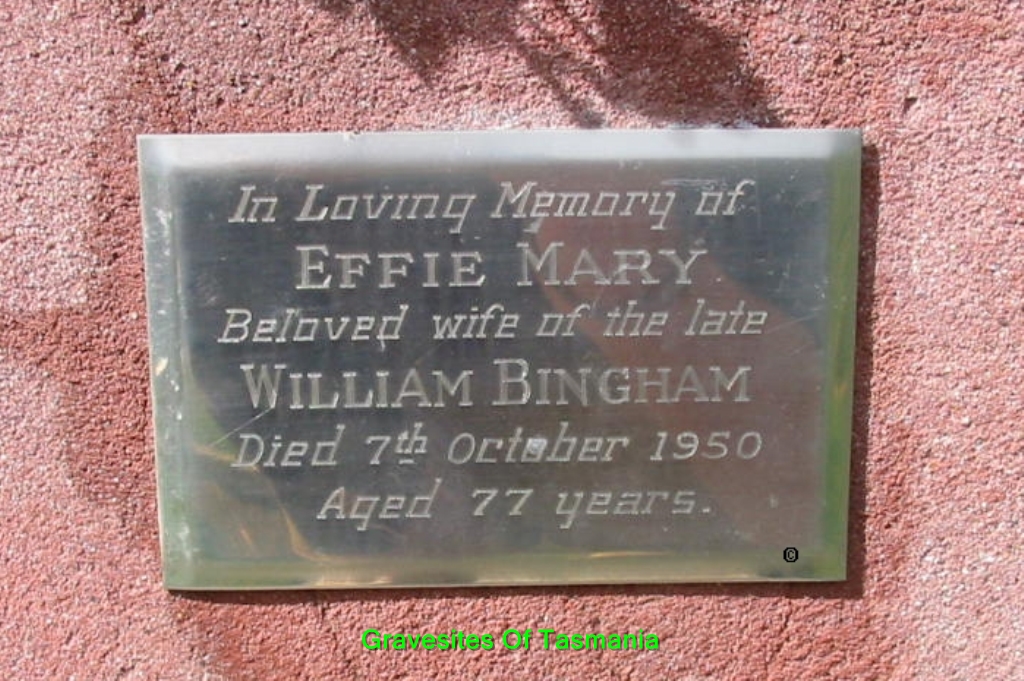 In Loving Memory of
EFFIE MARY
Beloved wife of the late
WILLIAM BINGHAM
Died 7th October 1950
Aged 77 years.
©
Gravesites Of Tasmania